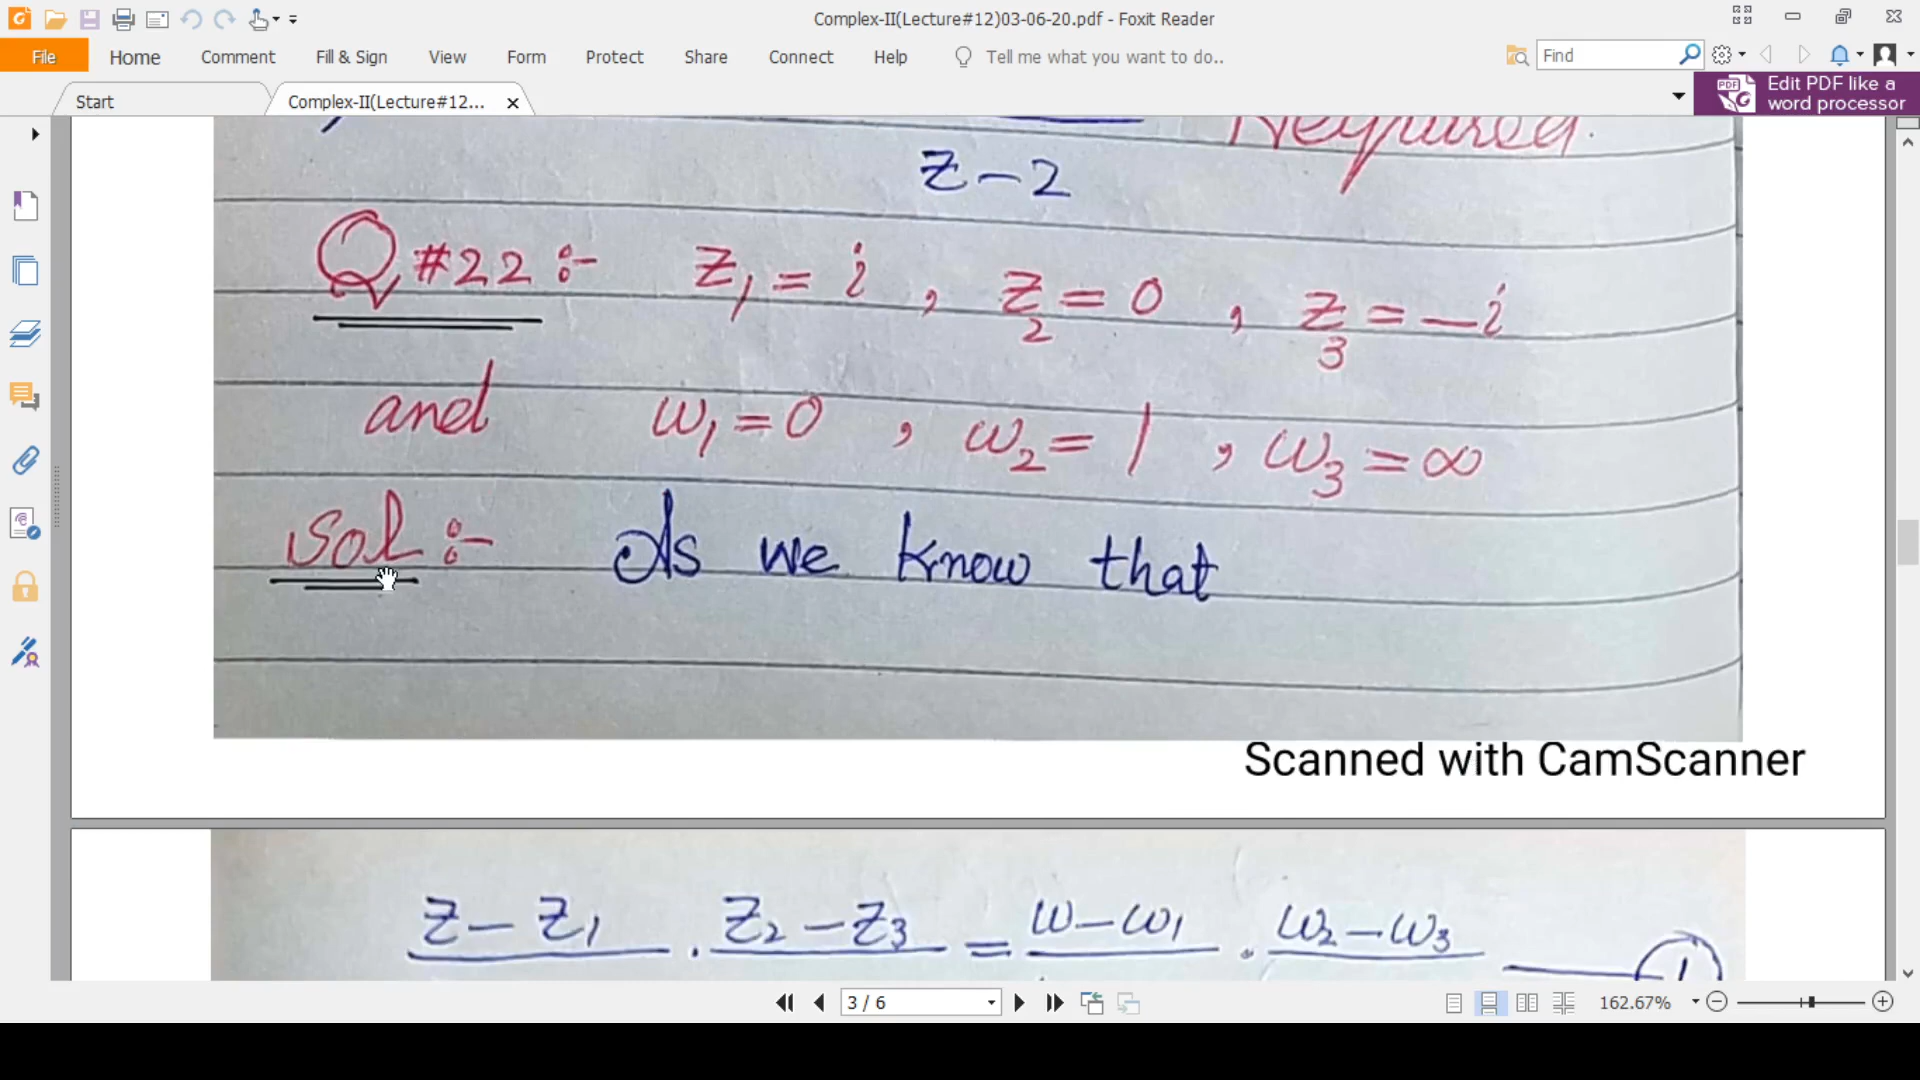 Complex-II(Lecture#12)03-06-20.pdf - Foxit Reader
File Home Comment Fill & Sign View Form Protect Share Connect Help Tell me what you want to do.. Find
Start Complex-II(Lecture#12... Edit PDF like a
word processor
Required.
z-2
Q#22:- z₁ = i , z₂ = 0 , z₃ = -i
and w₁ = 0 , w₂ = 1 , w₃ = ∞
Sol:- As we know that
Scanned with CamScanner
z-z₁ . z₂-z₃ = w-w₁ . w₂-w₃ — 1
3 / 6 162.67%